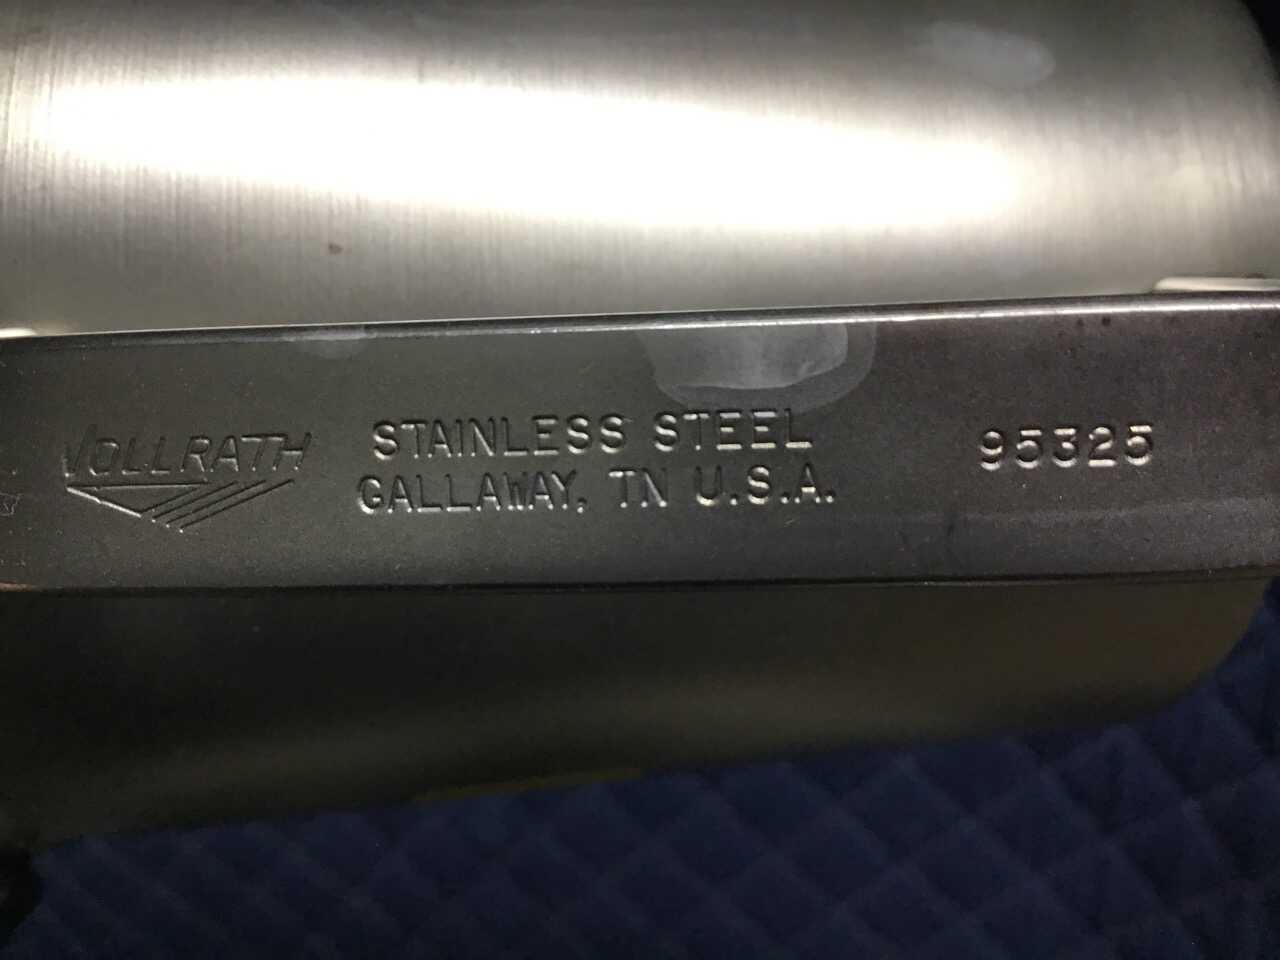 VOLLRATH
STAINLESS STEEL
GALLAWAY, TN U.S.A.
95325